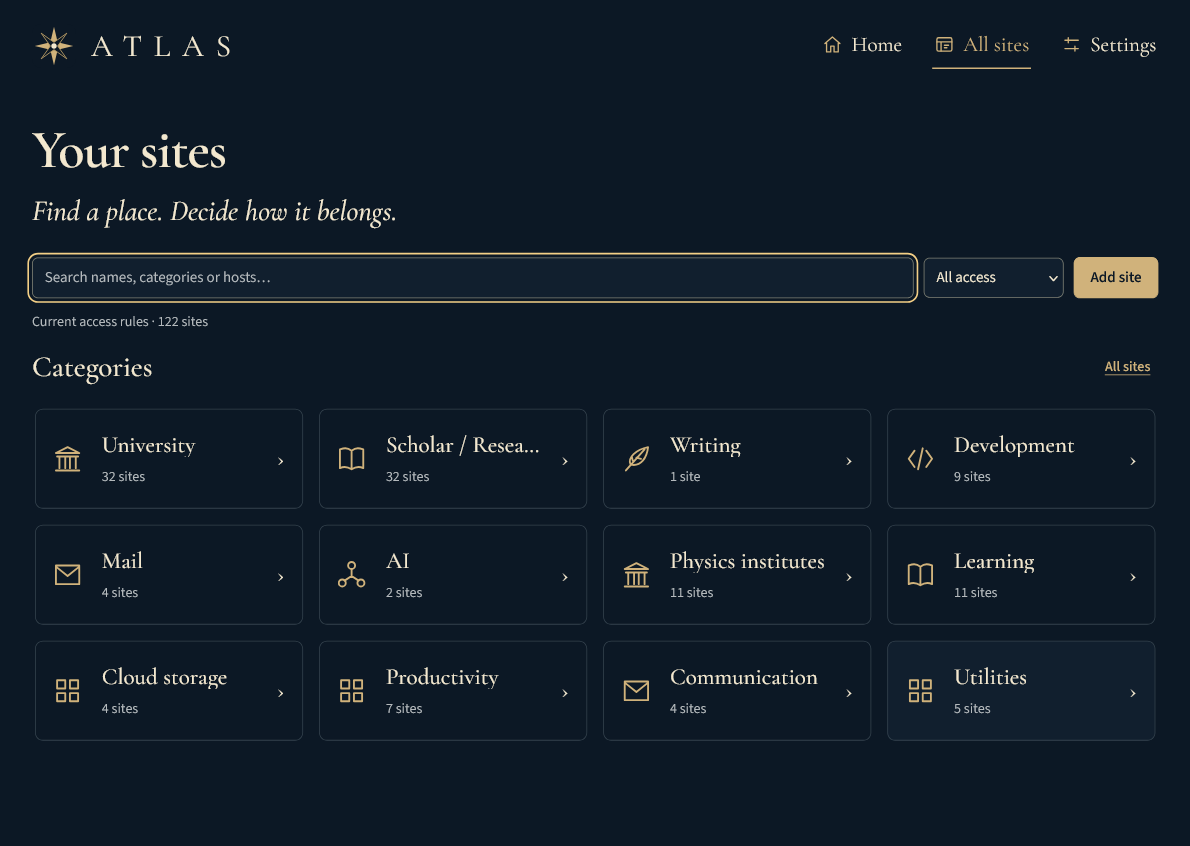 ATLAS
Home
All sites
Settings
Your sites
Find a place. Decide how it belongs.
Search names, categories or hosts...
All access
Add site
Current access rules · 122 sites
Categories
All sites
University
32 sites
Scholar / Resea...
32 sites
Writing
1 site
Development
9 sites
Mail
4 sites
AI
2 sites
Physics institutes
11 sites
Learning
11 sites
Cloud storage
4 sites
Productivity
7 sites
Communication
4 sites
Utilities
5 sites